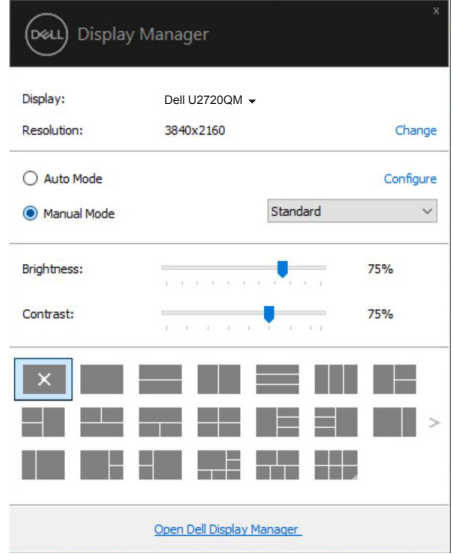 x
DELL Display Manager
Display: Dell U2720QM
Resolution: 3840x2160 Change
Auto Mode Configure
Manual Mode Standard
Brightness: 75%
Contrast: 75%
Open Dell Display Manager